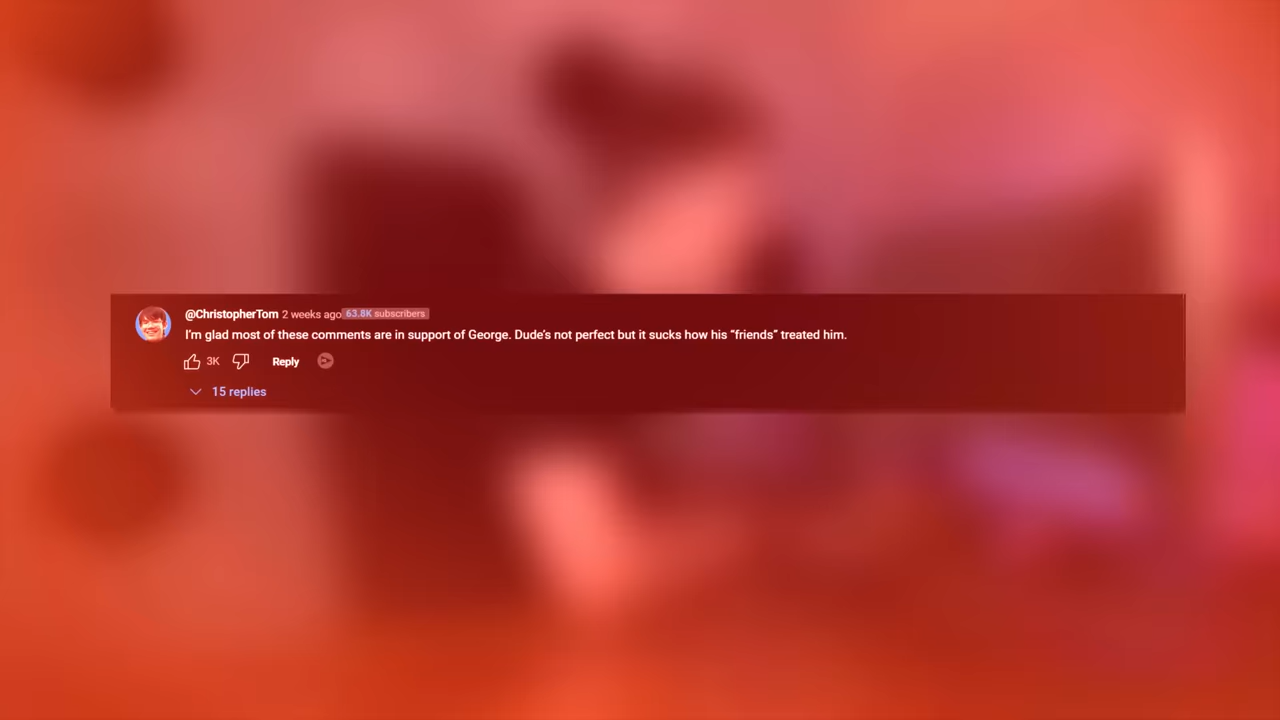 @ChristopherTom 2 weeks ago 63.8K subscribers
I'm glad most of these comments are in support of George. Dude's not perfect but it sucks how his "friends" treated him.
3K Reply
15 replies